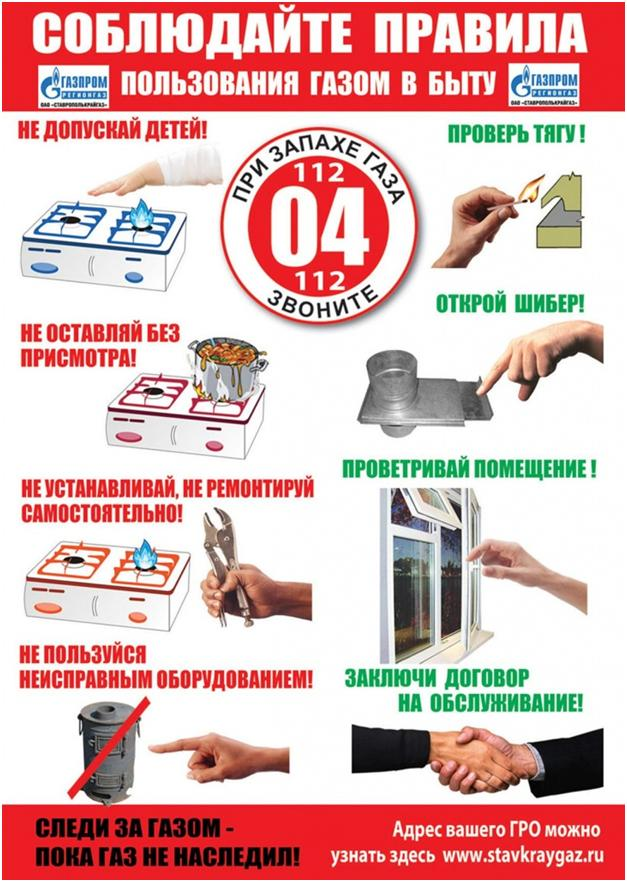 СОБЛЮДАЙТЕ ПРАВИЛА
ПОЛЬЗОВАНИЯ ГАЗОМ В БЫТУ
ГАЗПРОМ
РЕГИОНГАЗ
ОАО «СТАВРОПОЛЬКРАЙГАЗ»
ГАЗПРОМ
РЕГИОНГАЗ
ОАО «СТАВРОПОЛЬКРАЙГАЗ»
НЕ ДОПУСКАЙ ДЕТЕЙ!
ПРИ ЗАПАХЕ ГАЗА
112
04
112
ЗВОНИТЕ
ПРОВЕРЬ ТЯГУ !
ОТКРОЙ ШИБЕР!
НЕ ОСТАВЛЯЙ БЕЗ
ПРИСМОТРА!
ПРОВЕТРИВАЙ ПОМЕЩЕНИЕ !
НЕ УСТАНАВЛИВАЙ, НЕ РЕМОНТИРУЙ
САМОСТОЯТЕЛЬНО!
НЕ ПОЛЬЗУЙСЯ
НЕИСПРАВНЫМ ОБОРУДОВАНИЕМ!
ЗАКЛЮЧИ ДОГОВОР
НА ОБСЛУЖИВАНИЕ!
СЛЕДИ ЗА ГАЗОМ -
ПОКА ГАЗ НЕ НАСЛЕДИЛ!
Адрес вашего ГРО можно
узнать здесь www.stavkraygaz.ru